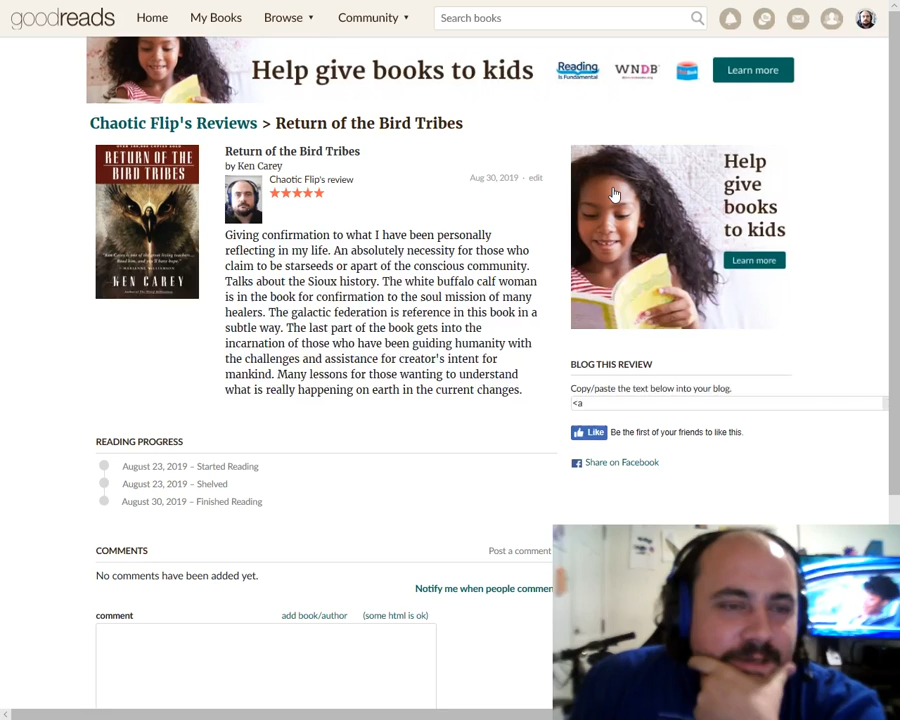 goodreads
Home
My Books
Browse ▼
Community ▼
Search books
Help give books to kids
Reading
Is Fundamental
WNDB
Learn more
Chaotic Flip's Reviews > Return of the Bird Tribes
RETURN OF THE
BIRD TRIBES
KEN CAREY
Return of the Bird Tribes
by Ken Carey
Chaotic Flip's review
Aug 30, 2019 · edit
Giving confirmation to what I have been personally
reflecting in my life. An absolutely necessity for those who
claim to be starseeds or apart of the conscious community.
Talks about the Sioux history. The white buffalo calf woman
is in the book for confirmation to the soul mission of many
healers. The galactic federation is reference in this book in a
subtle way. The last part of the book gets into the
incarnation of those who have been guiding humanity with
the challenges and assistance for creator's intent for
mankind. Many lessons for those wanting to understand
what is really happening on earth in the current changes.
Help
give
books
to kids
Learn more
BLOG THIS REVIEW
Copy/paste the text below into your blog.
<a
Like
Be the first of your friends to like this.
Share on Facebook
READING PROGRESS
August 23, 2019 – Started Reading
August 23, 2019 – Shelved
August 30, 2019 – Finished Reading
COMMENTS
Post a comment
No comments have been added yet.
Notify me when people commen
comment
add book/author
(some html is ok)